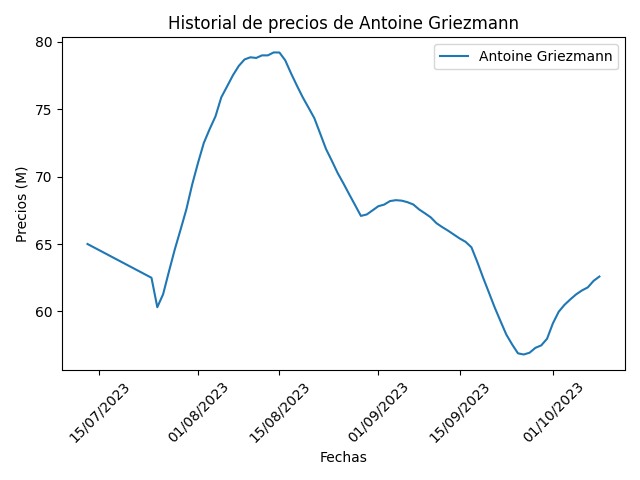 Historial de precios de Antoine Griezmann
Antoine Griezmann
Precios (M)
80
75
70
65
60
15/07/2023
01/08/2023
15/08/2023
01/09/2023
15/09/2023
01/10/2023
Fechas